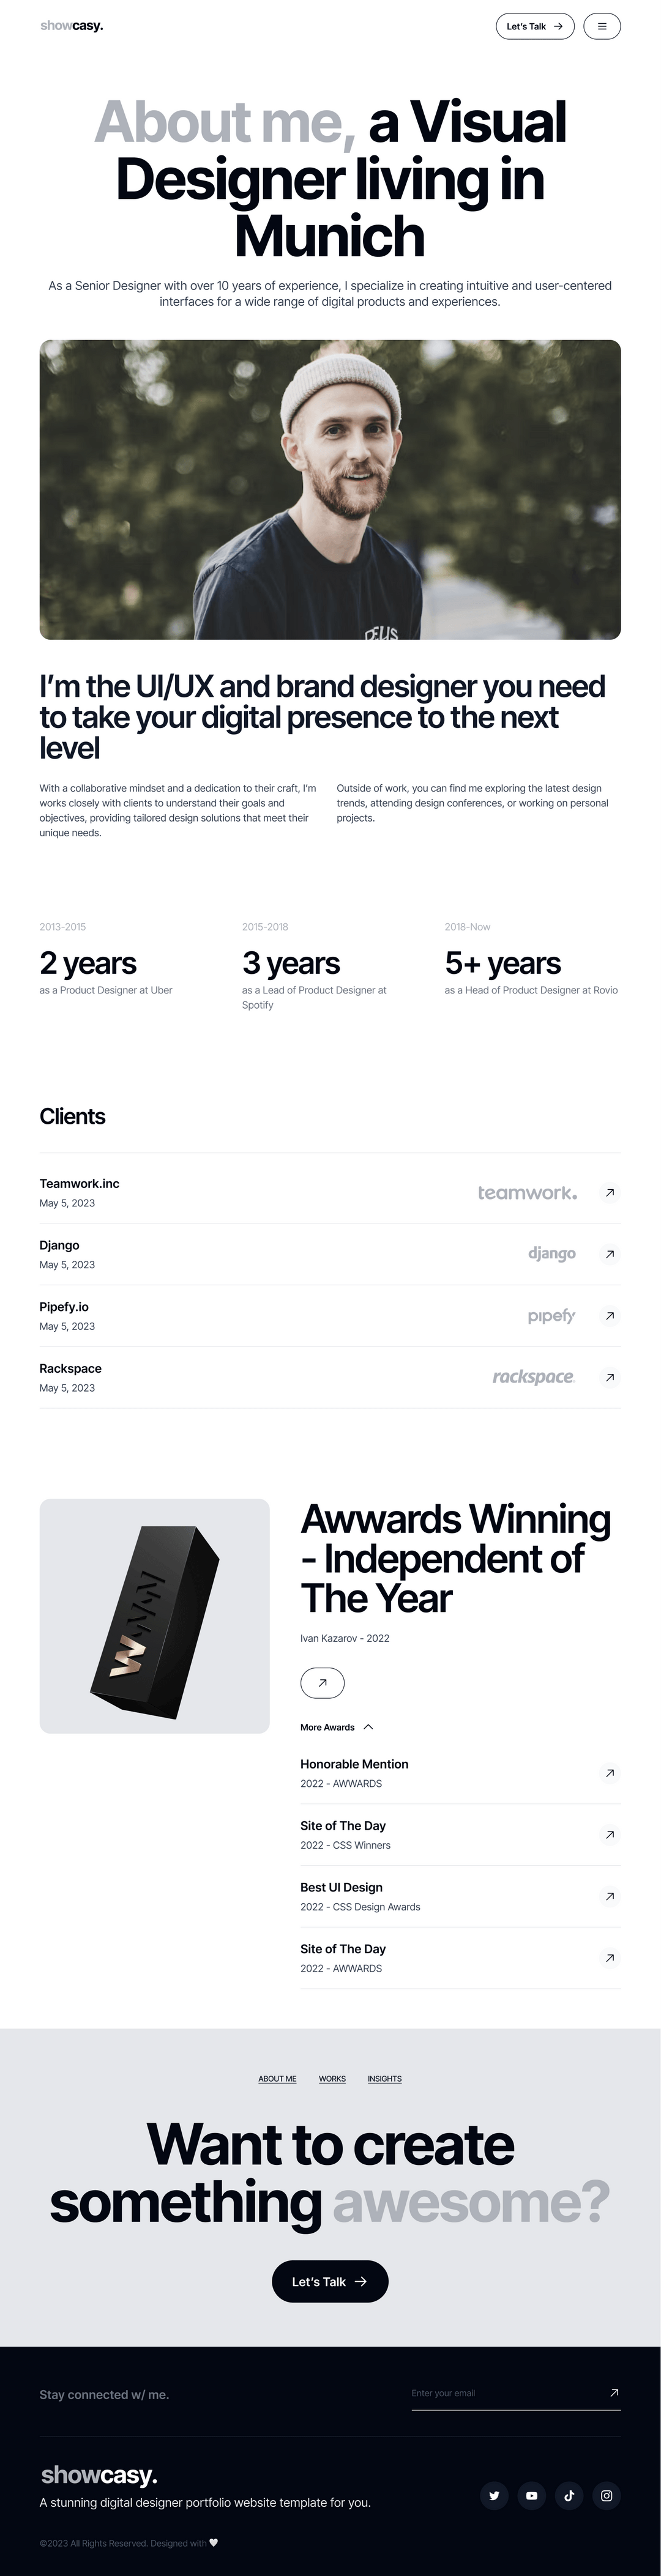 showcasy.
Let's Talk
About me, a Visual
Designer living in
Munich
As a Senior Designer with over 10 years of experience, I specialize in creating intuitive and user-centered
interfaces for a wide range of digital products and experiences.
DEUS
I'm the UI/UX and brand designer you need
to take your digital presence to the next
level
With a collaborative mindset and a dedication to their craft, I'm
works closely with clients to understand their goals and
objectives, providing tailored design solutions that meet their
unique needs.
Outside of work, you can find me exploring the latest design
trends, attending design conferences, or working on personal
projects.
2013-2015
2 years
as a Product Designer at Uber
2015-2018
3 years
as a Lead of Product Designer at
Spotify
2018-Now
5+ years
as a Head of Product Designer at Rovio
Clients
Teamwork.inc
May 5, 2023
teamwork.
Django
May 5, 2023
django
Pipefy.io
May 5, 2023
pipefy
Rackspace
May 5, 2023
rackspace
W
Awwards Winning
- Independent of
The Year
Ivan Kazarov - 2022
More Awards
Honorable Mention
2022 - AWWARDS
Site of The Day
2022 - CSS Winners
Best UI Design
2022 - CSS Design Awards
Site of The Day
2022 - AWWARDS
ABOUT ME
WORKS
INSIGHTS
Want to create
something awesome?
Let's Talk
Stay connected w/ me.
Enter your email
showcasy.
A stunning digital designer portfolio website template for you.
©2023 All Rights Reserved. Designed with 🤍